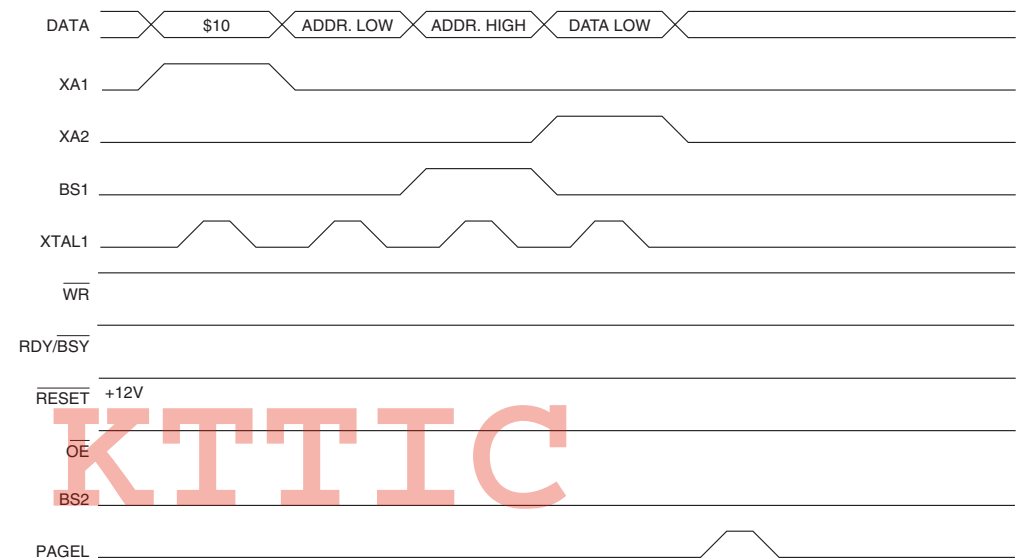 DATA $10 ADDR. LOW ADDR. HIGH DATA LOW
XA1
XA2
BS1
XTAL1
WR
RDY/BSY
RESET +12V
KTTIC
OE
BS2
PAGEL